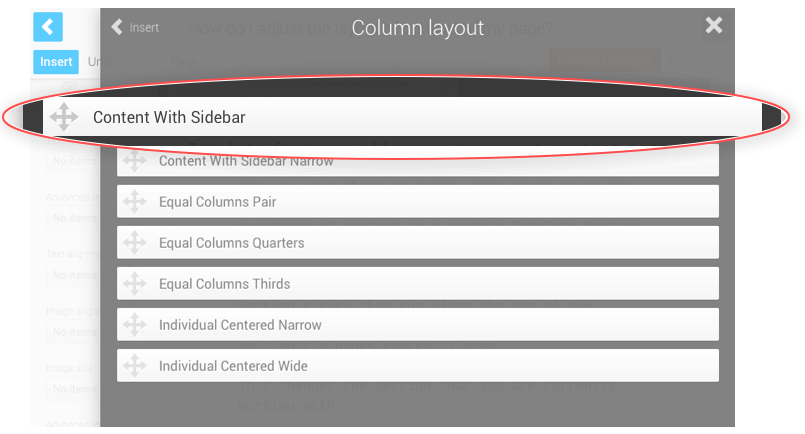 Insert
Column layout
How do I adjust the la
my page?
Insert
Content With Sidebar
Content With Sidebar Narrow
No items
Advanced
Equal Columns Pair
No items
Equal Columns Quarters
Text alignm
No items
Equal Columns Thirds
Image align
Individual Centered Narrow
No items
Individual Centered Wide
Image size
This changes the section that you are currently
No items
working with
Advanced